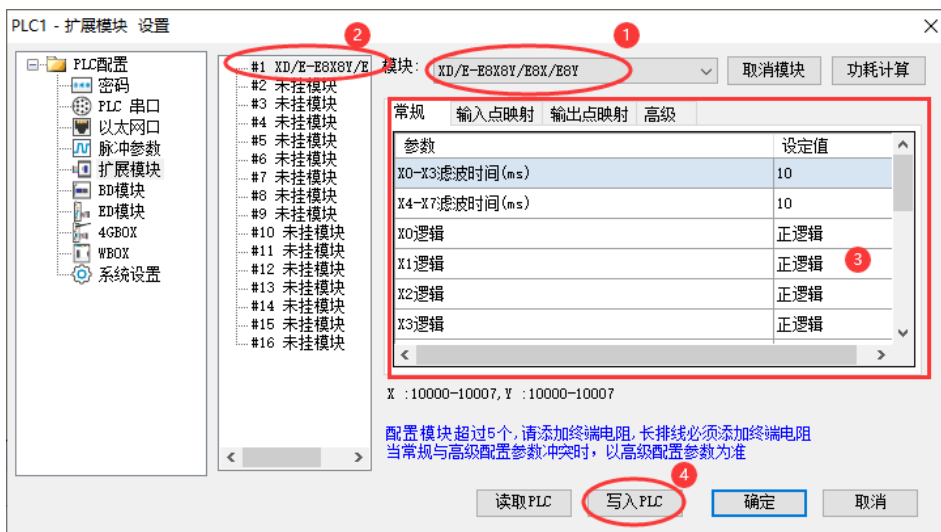 PLC1 - 扩展模块 设置
PLC配置
密码
PLC 串口
以太网口
脉冲参数
扩展模块
BD模块
ED模块
4GBOX
WBOX
系统设置
2
#1 XD/E-E8X8Y/E
#2 未挂模块
#3 未挂模块
#4 未挂模块
#5 未挂模块
#6 未挂模块
#7 未挂模块
#8 未挂模块
#9 未挂模块
#10 未挂模块
#11 未挂模块
#12 未挂模块
#13 未挂模块
#14 未挂模块
#15 未挂模块
#16 未挂模块
1
模块: XD/E-E8X8Y/E8X/E8Y 取消模块 功耗计算
常规 输入点映射 输出点映射 高级
参数 设定值
X0-X3滤波时间(ms) 10
X4-X7滤波时间(ms) 10
X0逻辑 正逻辑
X1逻辑 正逻辑 3
X2逻辑 正逻辑
X3逻辑 正逻辑
X :10000-10007,Y :10000-10007
配置模块超过5个,请添加终端电阻,长排线必须添加终端电阻
当常规与高级配置参数冲突时，以高级配置参数为准
4
读取PLC 写入PLC 确定 取消